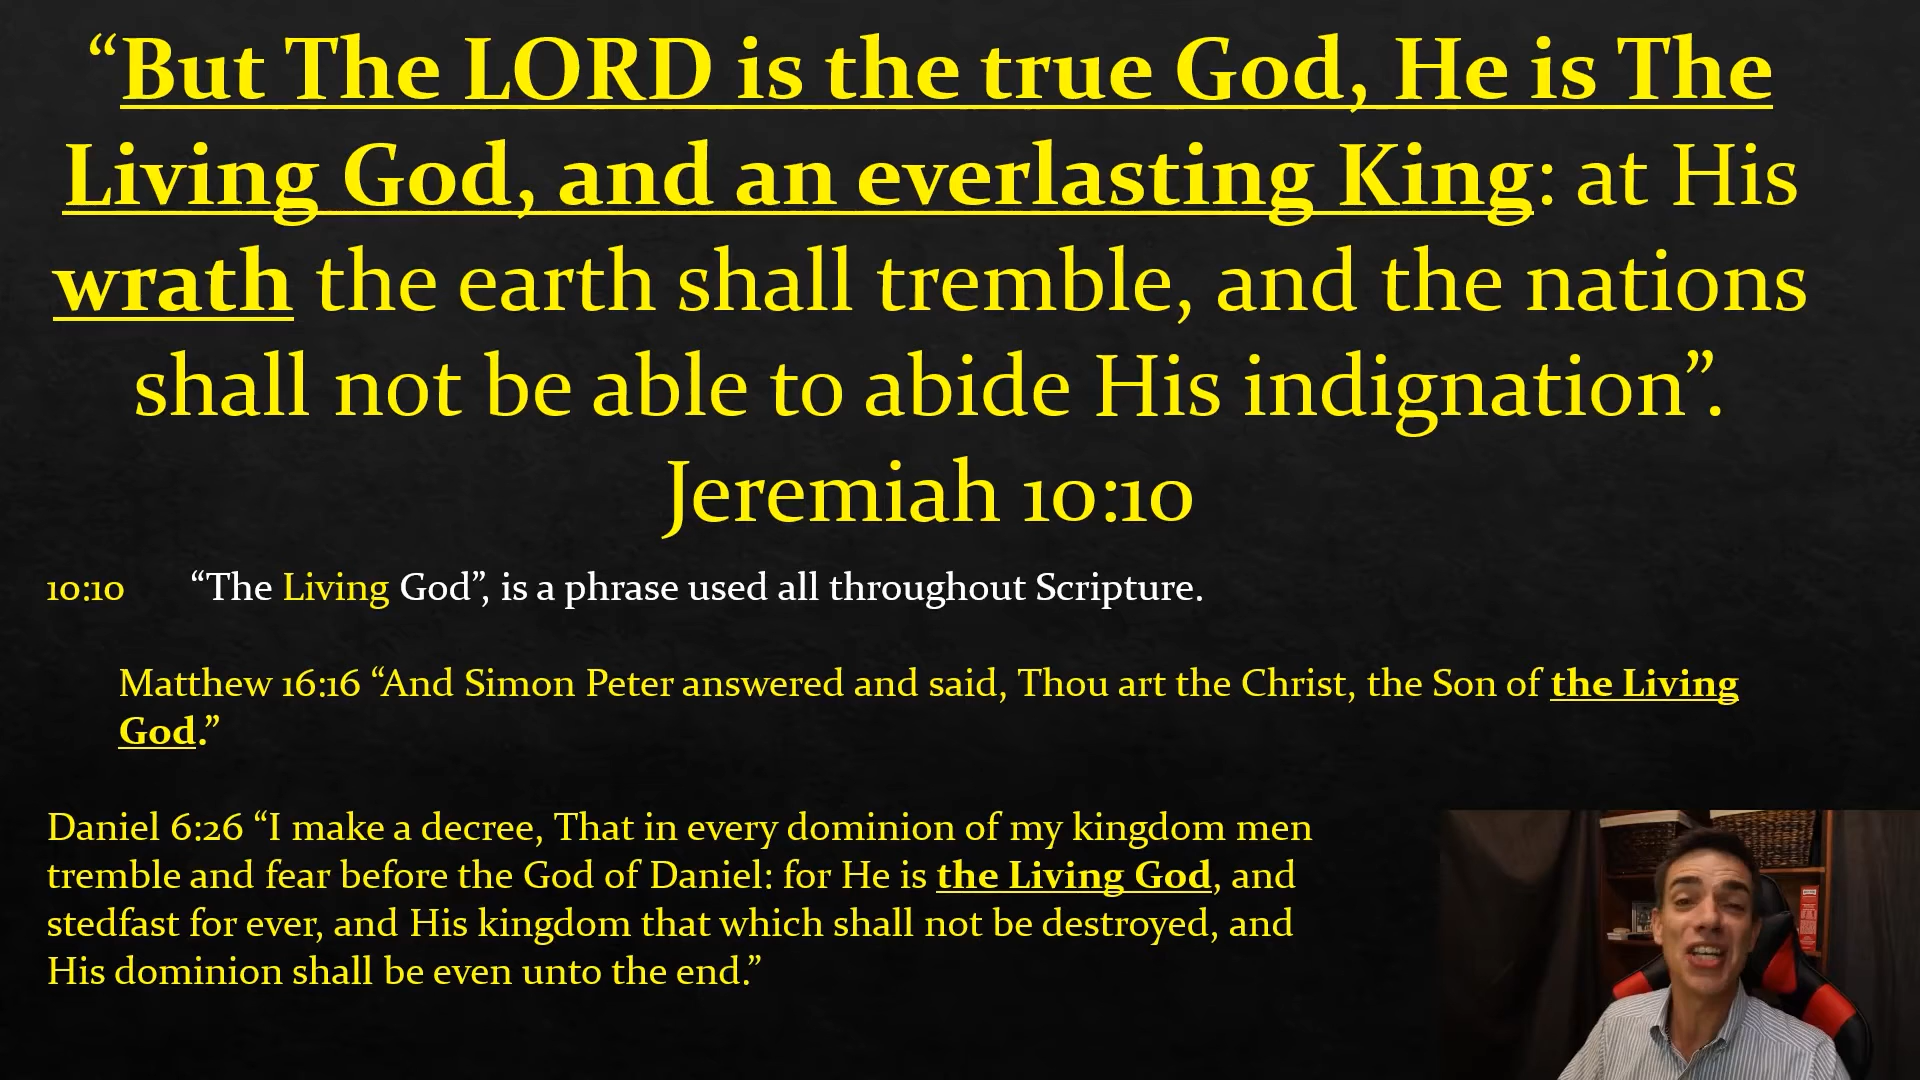 “But The LORD is the true God, He is The
Living God, and an everlasting King: at His
wrath the earth shall tremble, and the nations
shall not be able to abide His indignation”.
Jeremiah 10:10
10:10 “The Living God”, is a phrase used all throughout Scripture.
Matthew 16:16 “And Simon Peter answered and said, Thou art the Christ, the Son of the Living
God.”
Daniel 6:26 “I make a decree, That in every dominion of my kingdom men
tremble and fear before the God of Daniel: for He is the Living God, and
stedfast for ever, and His kingdom that which shall not be destroyed, and
His dominion shall be even unto the end.”